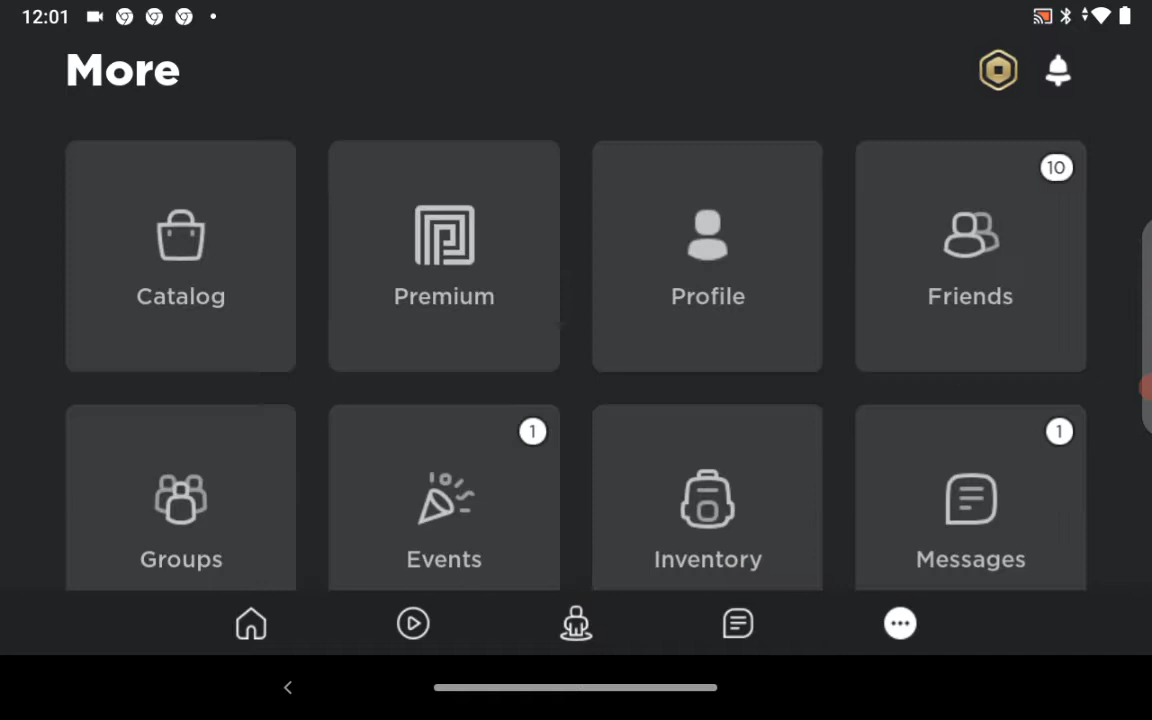 12:01
More
10
Catalog
Premium
Profile
Friends
1
1
Groups
Events
Inventory
Messages